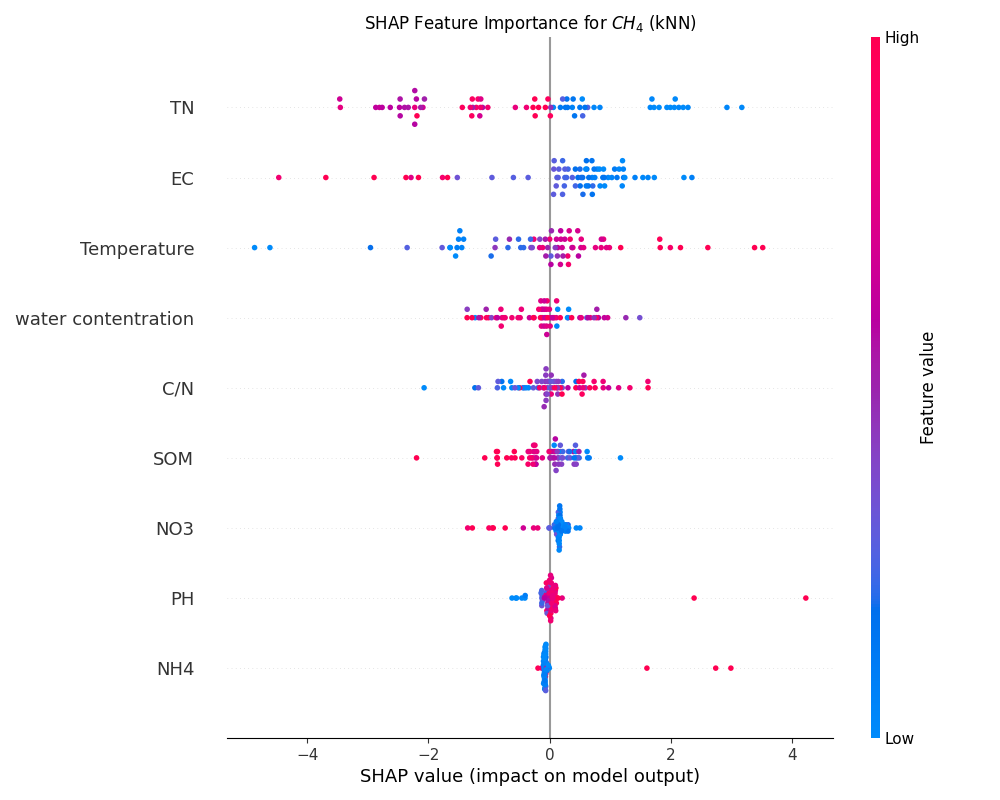 SHAP Feature Importance for $CH_4$ (kNN)
High
TN
EC
Temperature
water contentration
C/N
SOM
NO3
PH
NH4
Feature value
Low
−4 −2 0 2 4
SHAP value (impact on model output)